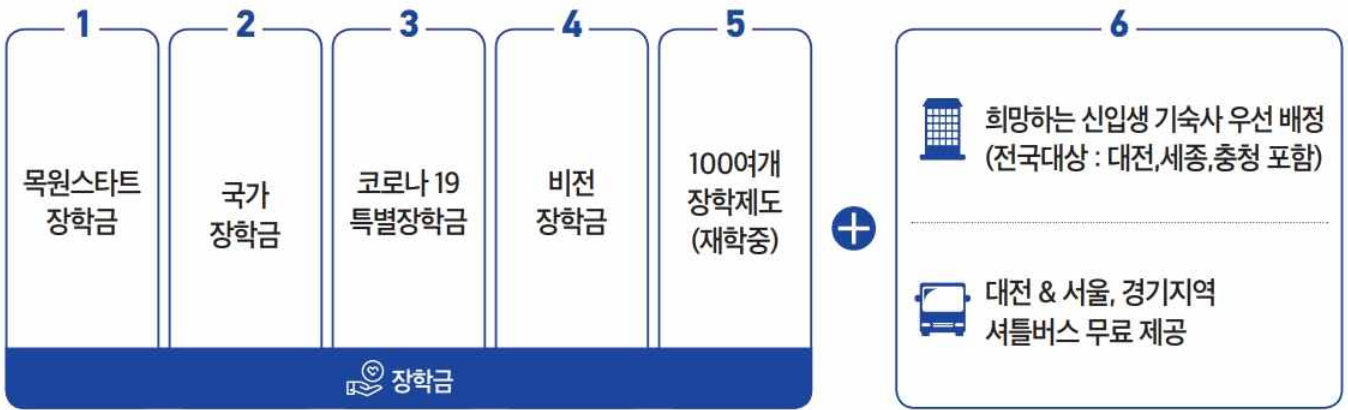 1
목원스타트
장학금
2
국가
장학금
3
코로나 19
특별장학금
4
비전
장학금
5
100여개
장학제도
(재학중)
장학금
+
6
희망하는 신입생 기숙사 우선 배정
(전국대상 : 대전,세종,충청 포함)
대전 & 서울, 경기지역
셔틀버스 무료 제공